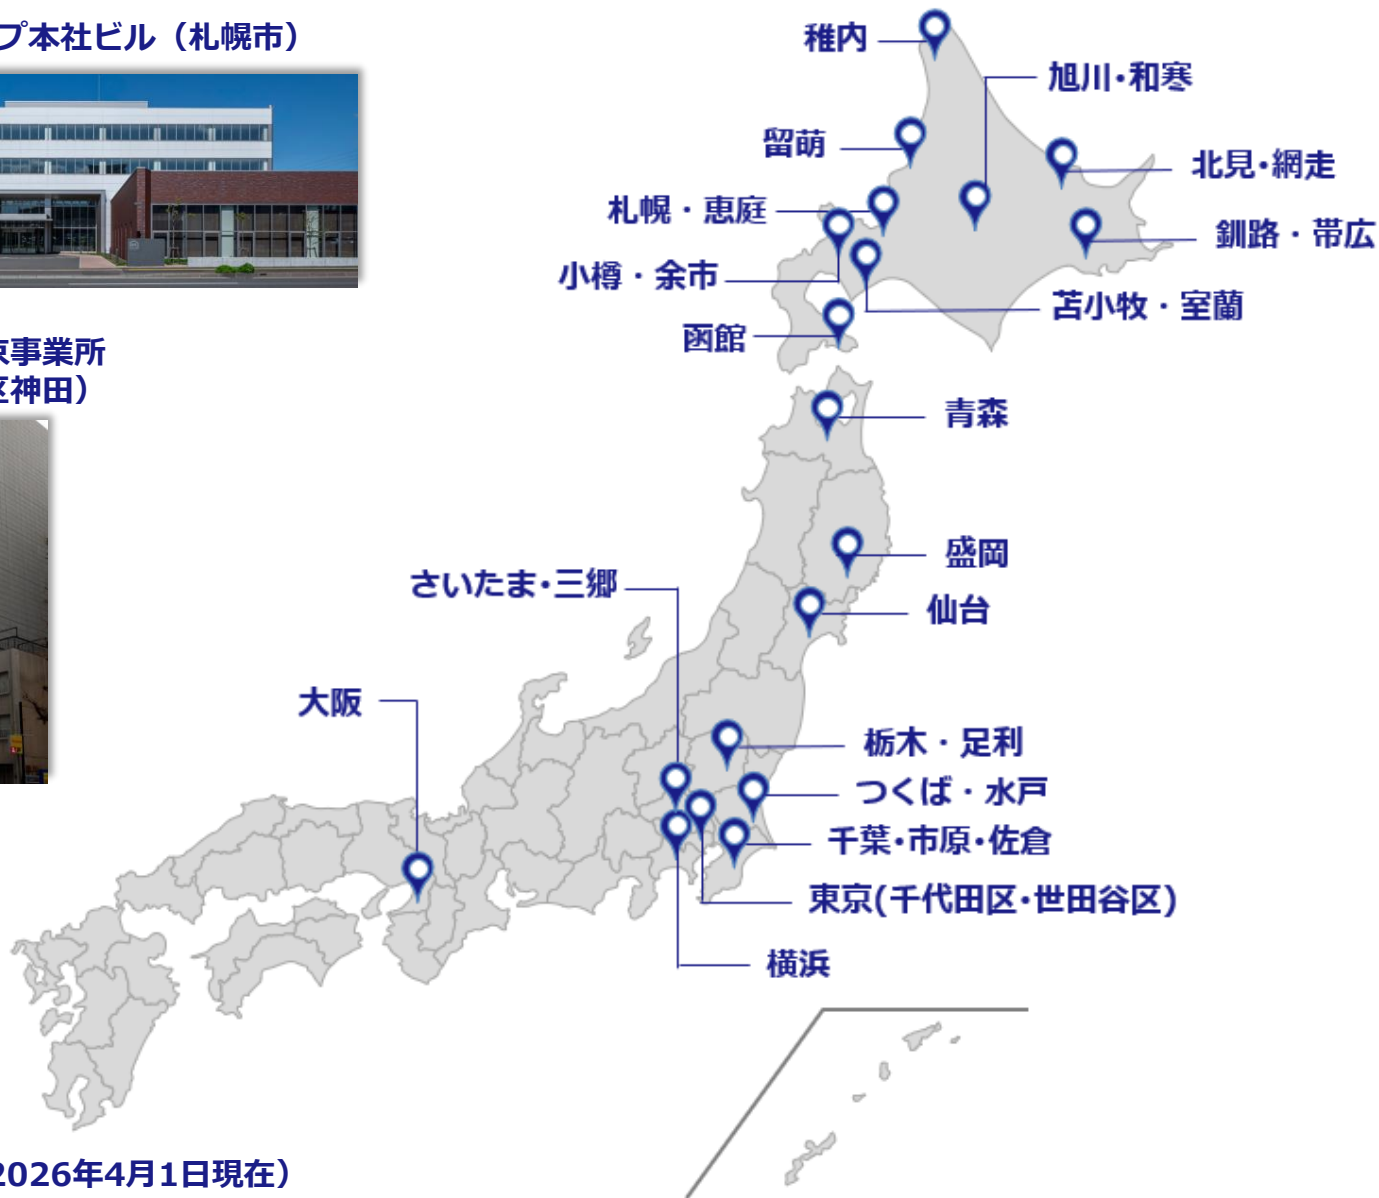 プ本社ビル（札幌市）
京事業所
区神田）
稚内
旭川･和寒
留萌
北見･網走
札幌・恵庭
釧路・帯広
小樽・余市
苫小牧・室蘭
函館
青森
盛岡
さいたま･三郷
仙台
大阪
栃木・足利
つくば・水戸
千葉･市原･佐倉
東京(千代田区･世田谷区)
横浜
2026年4月1日現在）